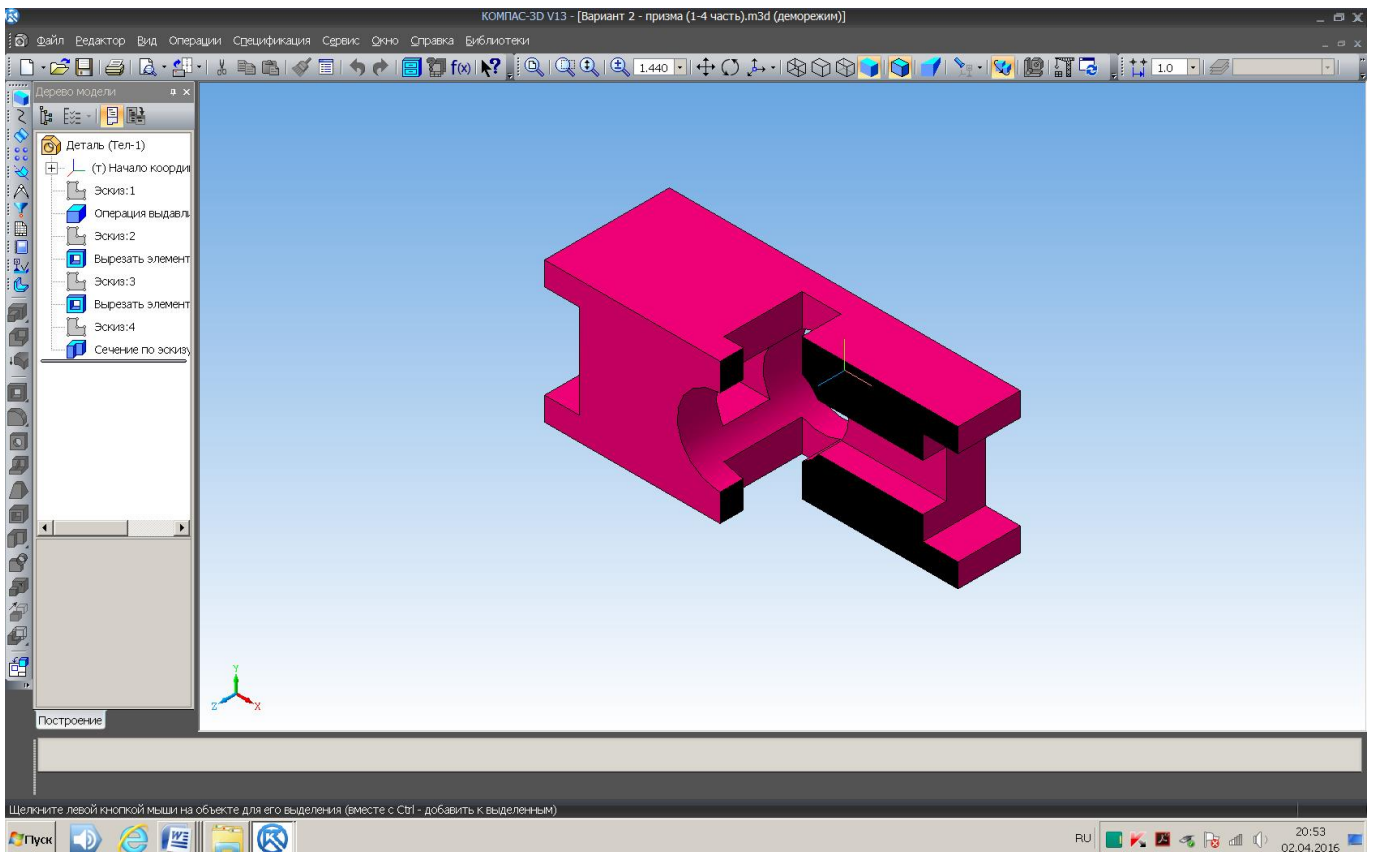 КОМПАС-3D V13 - [Вариант 2 - призма (1-4 часть).m3d (деморежим)]
Файл Редактор Вид Операции Спецификация Сервис Окно Справка Библиотеки
f(x) 1.440 1.0
Дерево модели
Деталь (Тел-1)
(т) Начало коорди
Эскиз:1
Операция выдавл
Эскиз:2
Вырезать элемент
Эскиз:3
Вырезать элемент
Эскиз:4
Сечение по эскизу
Y
Z X
Построение
Щелкните левой кнопкой мыши на объекте для его выделения (вместе с Ctrl - добавить к выделенным)
Пуск RU 20:53
02.04.2016